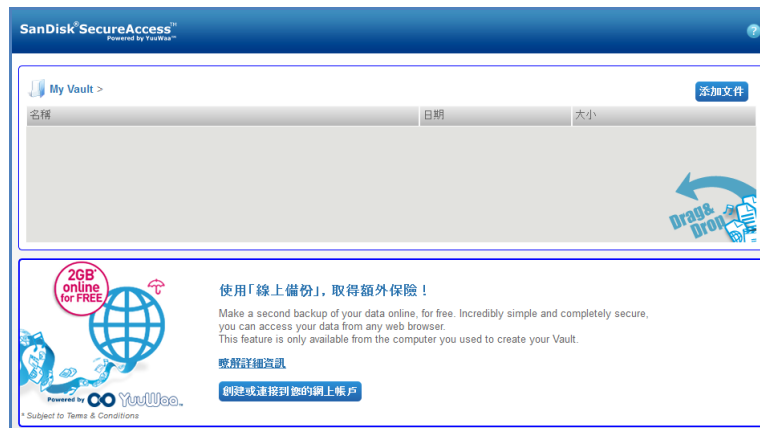 SanDisk®SecureAccess™
Powered by YuuWaa™
?
My Vault >
添加文件
名稱 日期 大小
Drag&
Drop
2GB*
online
for FREE
使用「線上備份」, 取得額外保險！
Make a second backup of your data online, for free. Incredibly simple and completely secure,
you can access your data from any web browser.
This feature is only available from the computer you used to create your Vault.
瞭解詳細資訊
創建或連接到您的網上帳戶
Powered by YuuWaa.
* Subject to Terms & Conditions